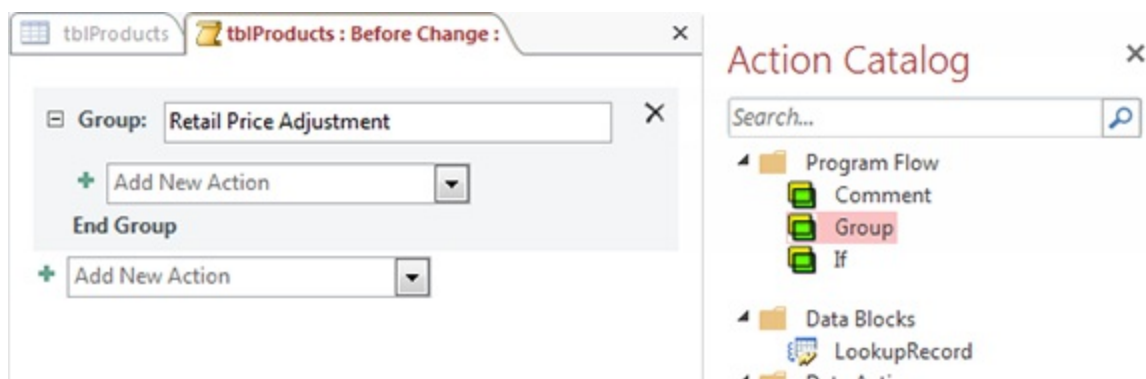 tblProducts
tblProducts : Before Change :
Group: Retail Price Adjustment
Add New Action
End Group
Add New Action
Action Catalog
Search...
Program Flow
Comment
Group
If
Data Blocks
LookupRecord